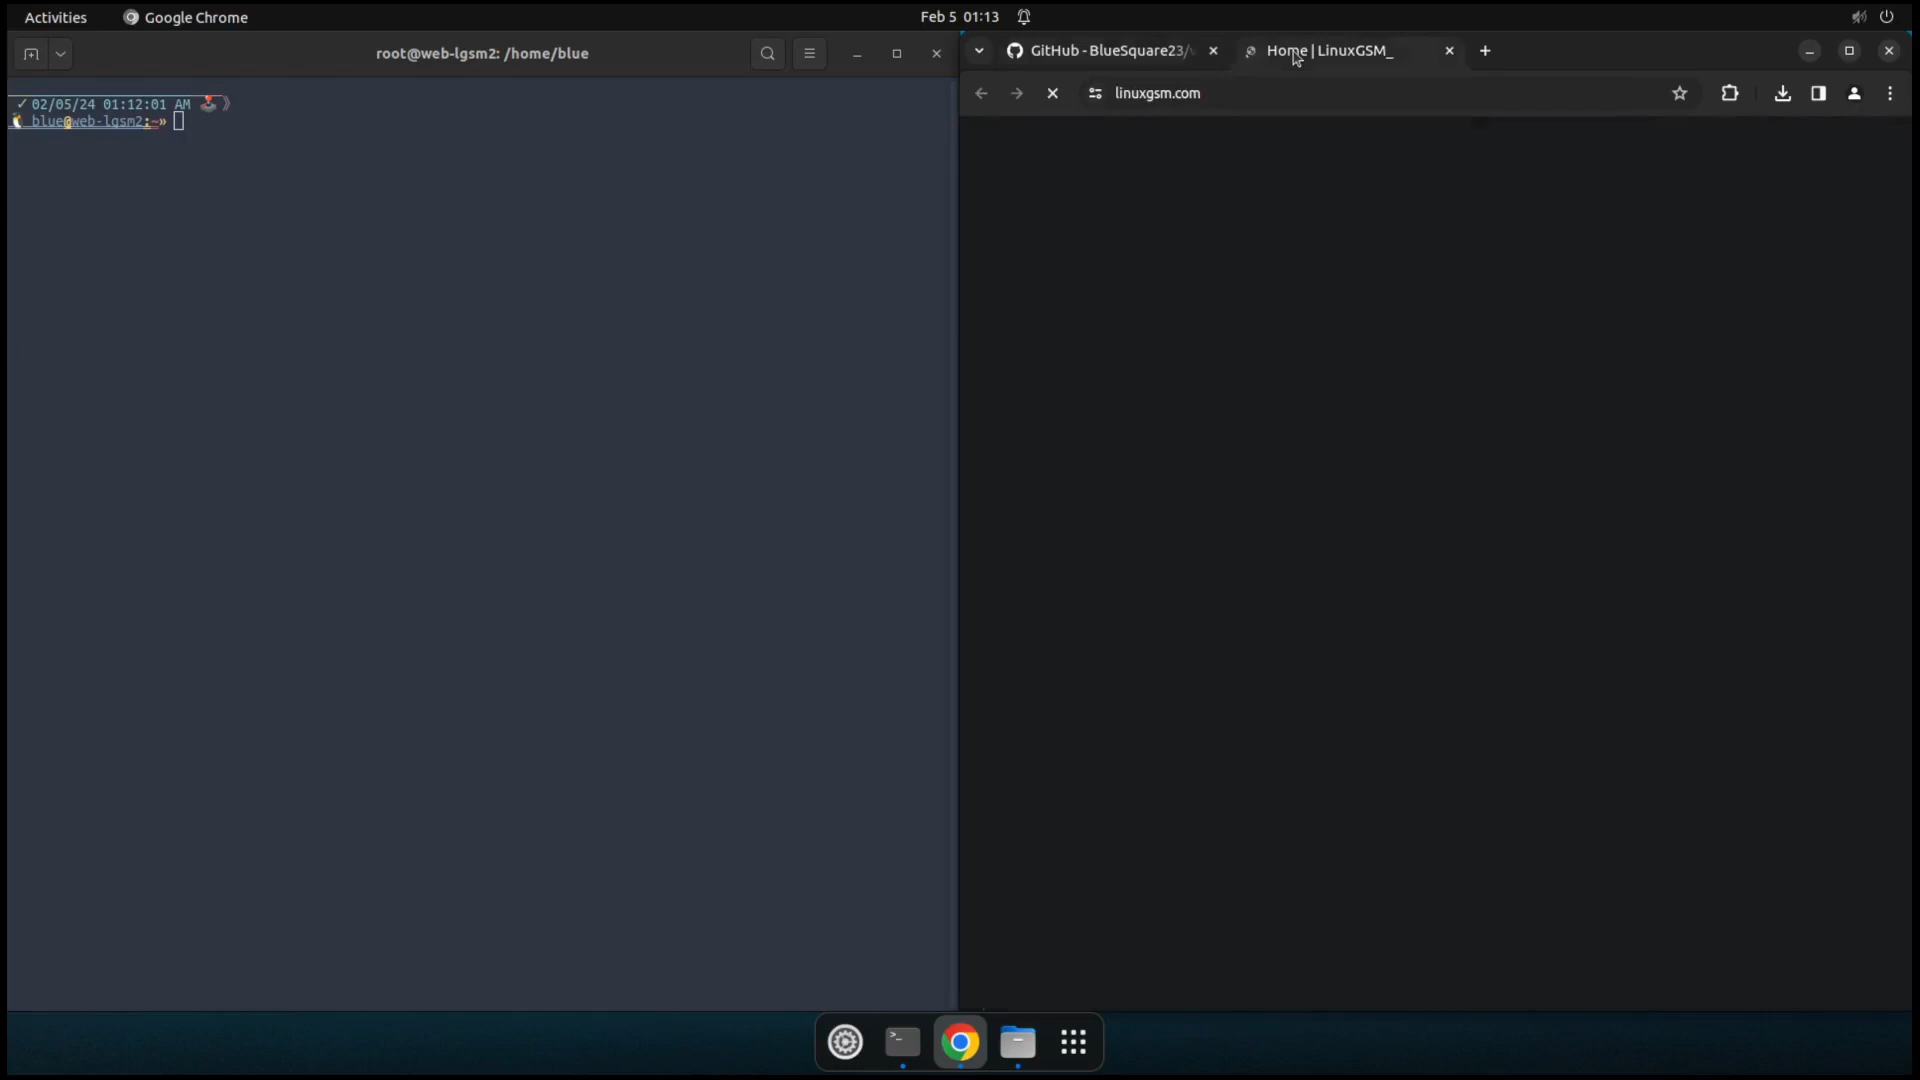 Activities Google Chrome Feb 5 01:13
root@web-lgsm2: /home/blue
GitHub - BlueSquare23/ Home | LinuxGSM_
linuxgsm.com
✓ 02/05/24 01:12:01 AM
blue@web-lgsm2:~»